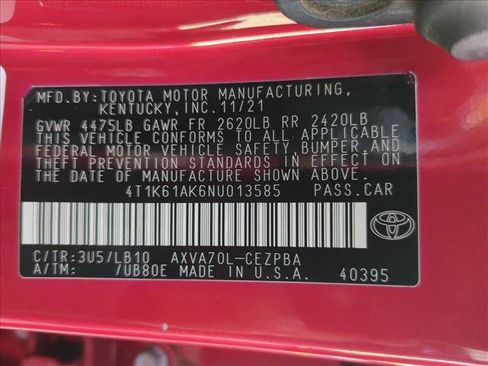 MFD.BY:TOYOTA MOTOR MANUFACTURING,
KENTUCKY, INC. 11/21
GVWR 4475LB GAWR FR 2620LB RR 2420LB
THIS VEHICLE CONFORMS TO ALL APPLICABLE
FEDERAL MOTOR VEHICLE SAFETY, BUMPER, AND
THEFT PREVENTION STANDARDS IN EFFECT ON
THE DATE OF MANUFACTURE SHOWN ABOVE.
4T1K61AK6NU013585 PASS.CAR
C/TR:3U5/LB10 AXVA70L-CEZPBA
A/TM: /UB80E MADE IN U.S.A. 40395
TOYOTA